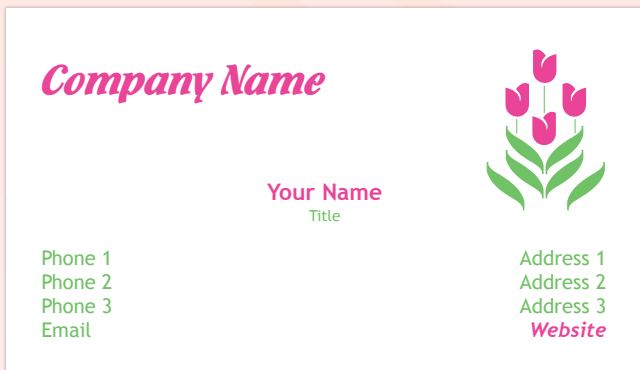 Company Name
Your Name
Title
Phone 1
Phone 2
Phone 3
Email
Address 1
Address 2
Address 3
Website